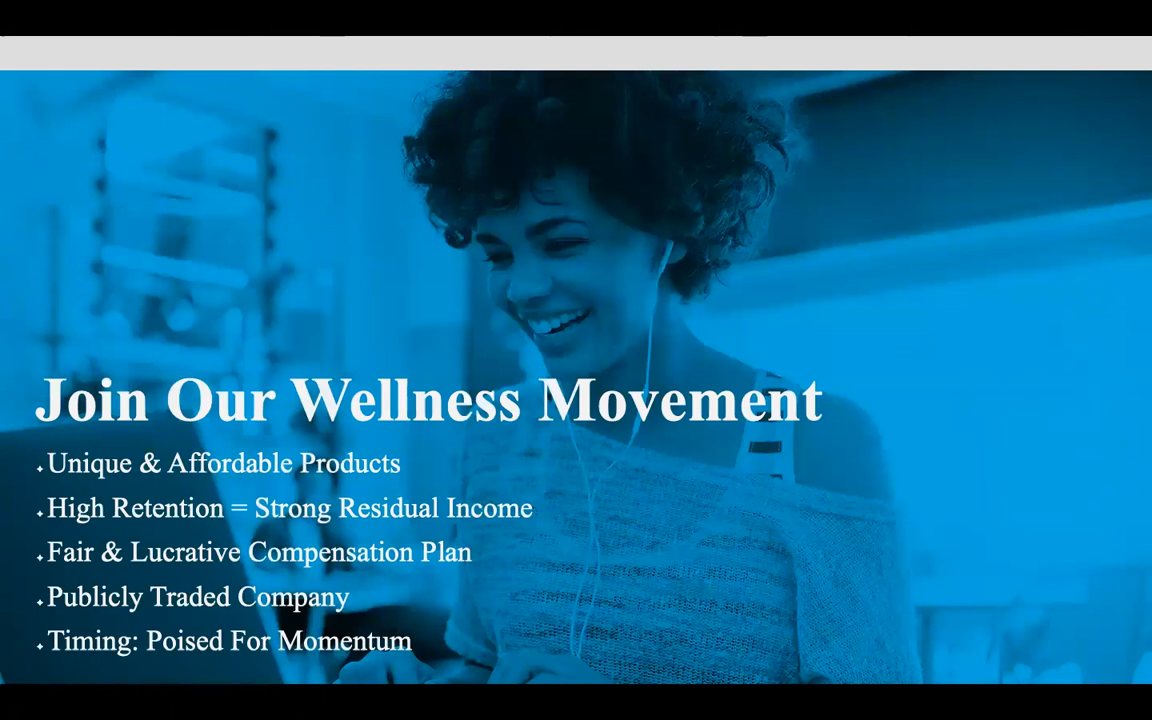 Join Our Wellness Movement
• Unique & Affordable Products
• High Retention = Strong Residual Income
• Fair & Lucrative Compensation Plan
• Publicly Traded Company
• Timing: Poised For Momentum